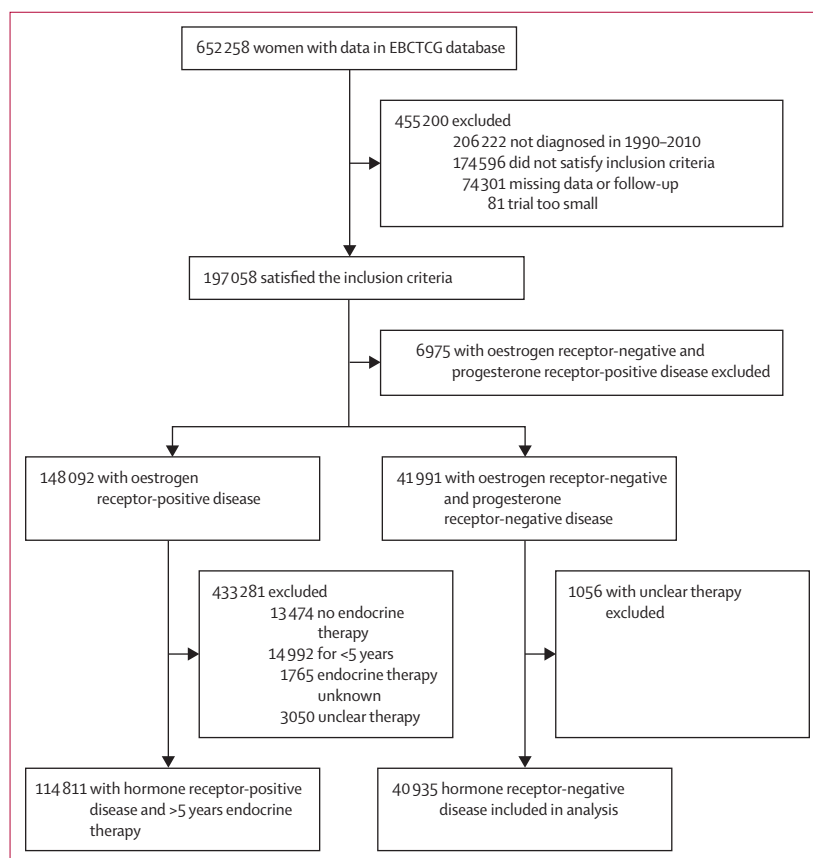 652 258 women with data in EBCTCG database
455 200 excluded
206 222 not diagnosed in 1990–2010
174 596 did not satisfy inclusion criteria
74 301 missing data or follow-up
81 trial too small
197 058 satisfied the inclusion criteria
6975 with oestrogen receptor-negative and
progesterone receptor-positive disease excluded
148 092 with oestrogen
receptor-positive disease
41 991 with oestrogen receptor-negative
and progesterone
receptor-negative disease
433 281 excluded
13 474 no endocrine
therapy
14 992 for <5 years
1765 endocrine therapy
unknown
3050 unclear therapy
1056 with unclear therapy
excluded
114 811 with hormone receptor-positive
disease and >5 years endocrine
therapy
40 935 hormone receptor-negative
disease included in analysis